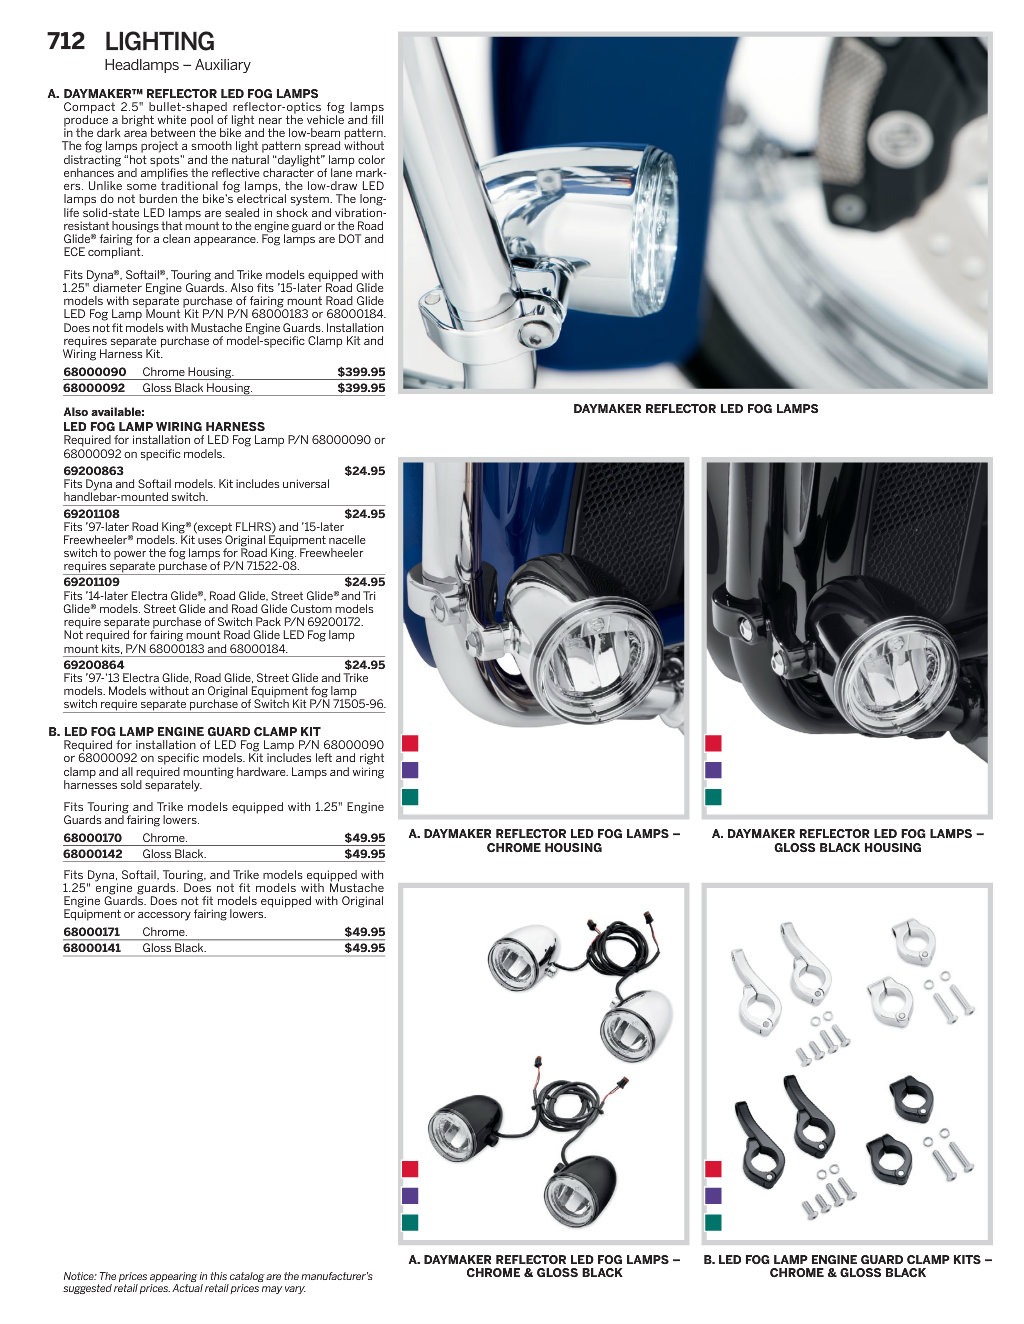 712 LIGHTING
Headlamps – Auxiliary
A. DAYMAKER™ REFLECTOR LED FOG LAMPS
Compact 2.5" bullet-shaped reflector-optics fog lamps
produce a bright white pool of light near the vehicle and fill
in the dark area between the bike and the low-beam pattern.
The fog lamps project a smooth light pattern spread without
distracting “hot spots” and the natural “daylight” lamp color
enhances and amplifies the reflective character of lane mark-
ers. Unlike some traditional fog lamps, the low-draw LED
lamps do not burden the bike’s electrical system. The long-
life solid-state LED lamps are sealed in shock and vibration-
resistant housings that mount to the engine guard or the Road
Glide® fairing for a clean appearance. Fog lamps are DOT and
ECE compliant.
Fits Dyna®, Softail®, Touring and Trike models equipped with
1.25" diameter Engine Guards. Also fits ’15-later Road Glide
models with separate purchase of fairing mount Road Glide
LED Fog Lamp Mount Kit P/N P/N 68000183 or 68000184.
Does not fit models with Mustache Engine Guards. Installation
requires separate purchase of model-specific Clamp Kit and
Wiring Harness Kit.
68000090 Chrome Housing. $399.95
68000092 Gloss Black Housing. $399.95
Also available:
LED FOG LAMP WIRING HARNESS
Required for installation of LED Fog Lamp P/N 68000090 or
68000092 on specific models.
69200863 $24.95
Fits Dyna and Softail models. Kit includes universal
handlebar-mounted switch.
69201108 $24.95
Fits ’97-later Road King® (except FLHRS) and ’15-later
Freewheeler® models. Kit uses Original Equipment nacelle
switch to power the fog lamps for Road King. Freewheeler
requires separate purchase of P/N 71522-08.
69201109 $24.95
Fits ’14-later Electra Glide®, Road Glide, Street Glide® and Tri
Glide® models. Street Glide and Road Glide Custom models
require separate purchase of Switch Pack P/N 69200172.
Not required for fairing mount Road Glide LED Fog lamp
mount kits, P/N 68000183 and 68000184.
69200864 $24.95
Fits ’97-’13 Electra Glide, Road Glide, Street Glide and Trike
models. Models without an Original Equipment fog lamp
switch require separate purchase of Switch Kit P/N 71505-96.
B. LED FOG LAMP ENGINE GUARD CLAMP KIT
Required for installation of LED Fog Lamp P/N 68000090
or 68000092 on specific models. Kit includes left and right
clamp and all required mounting hardware. Lamps and wiring
harnesses sold separately.
Fits Touring and Trike models equipped with 1.25" Engine
Guards and fairing lowers.
68000170 Chrome. $49.95
68000142 Gloss Black. $49.95
Fits Dyna, Softail, Touring, and Trike models equipped with
1.25" engine guards. Does not fit models with Mustache
Engine Guards. Does not fit models equipped with Original
Equipment or accessory fairing lowers.
68000171 Chrome. $49.95
68000141 Gloss Black. $49.95
Notice: The prices appearing in this catalog are the manufacturer’s
suggested retail prices. Actual retail prices may vary.
DAYMAKER REFLECTOR LED FOG LAMPS
A. DAYMAKER REFLECTOR LED FOG LAMPS –
CHROME HOUSING
A. DAYMAKER REFLECTOR LED FOG LAMPS –
GLOSS BLACK HOUSING
A. DAYMAKER REFLECTOR LED FOG LAMPS –
CHROME & GLOSS BLACK
B. LED FOG LAMP ENGINE GUARD CLAMP KITS –
CHROME & GLOSS BLACK